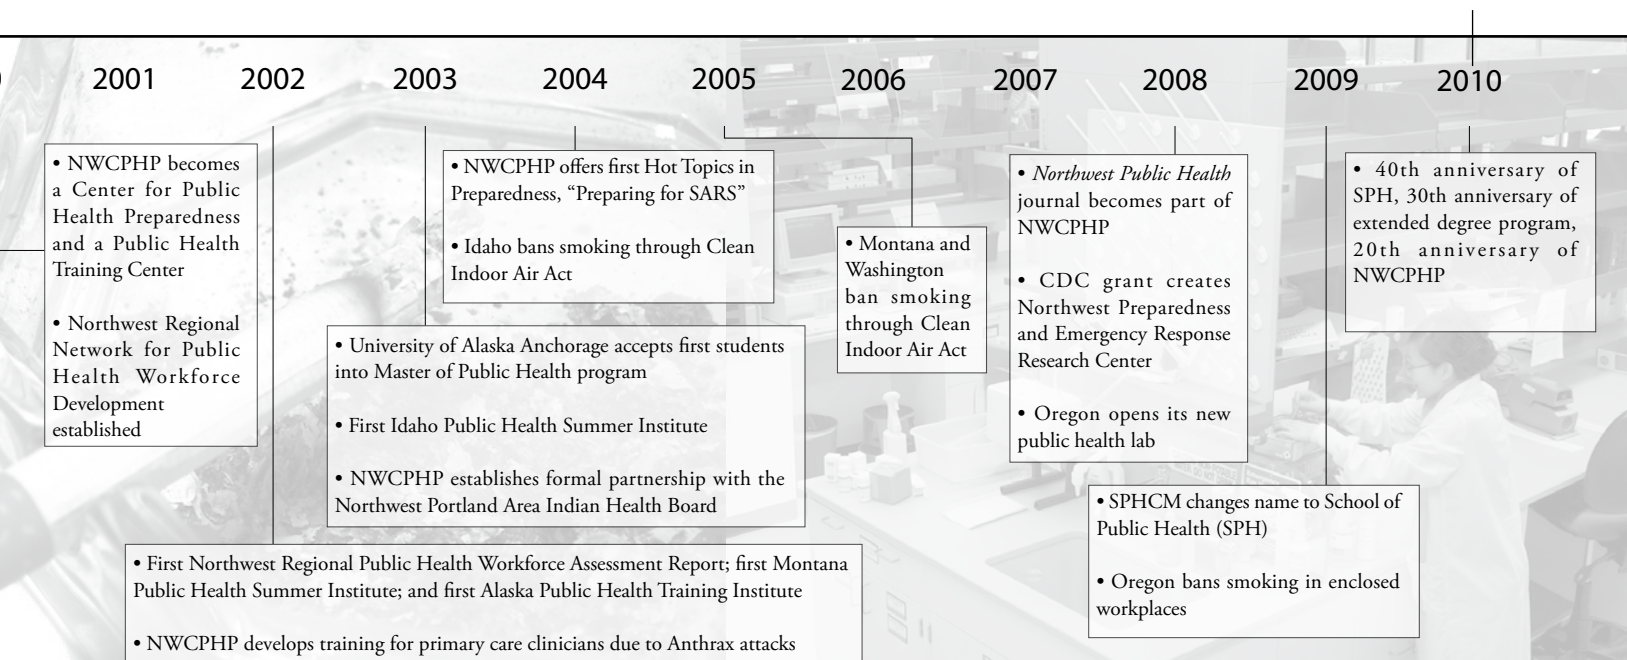 2001 2002 2003 2004 2005 2006 2007 2008 2009 2010
• NWCPHP becomes
a Center for Public
Health Preparedness
and a Public Health
Training Center
• Northwest Regional
Network for Public
Health Workforce
Development
established
• NWCPHP offers first Hot Topics in
Preparedness, “Preparing for SARS”
• Idaho bans smoking through Clean
Indoor Air Act
• Montana and
Washington
ban smoking
through Clean
Indoor Air Act
• Northwest Public Health
journal becomes part of
NWCPHP
• CDC grant creates
Northwest Preparedness
and Emergency Response
Research Center
• Oregon opens its new
public health lab
• 40th anniversary of
SPH, 30th anniversary of
extended degree program,
20th anniversary of
NWCPHP
• University of Alaska Anchorage accepts first students
into Master of Public Health program
• First Idaho Public Health Summer Institute
• NWCPHP establishes formal partnership with the
Northwest Portland Area Indian Health Board
• SPHCM changes name to School of
Public Health (SPH)
• Oregon bans smoking in enclosed
workplaces
• First Northwest Regional Public Health Workforce Assessment Report; first Montana
Public Health Summer Institute; and first Alaska Public Health Training Institute
• NWCPHP develops training for primary care clinicians due to Anthrax attacks